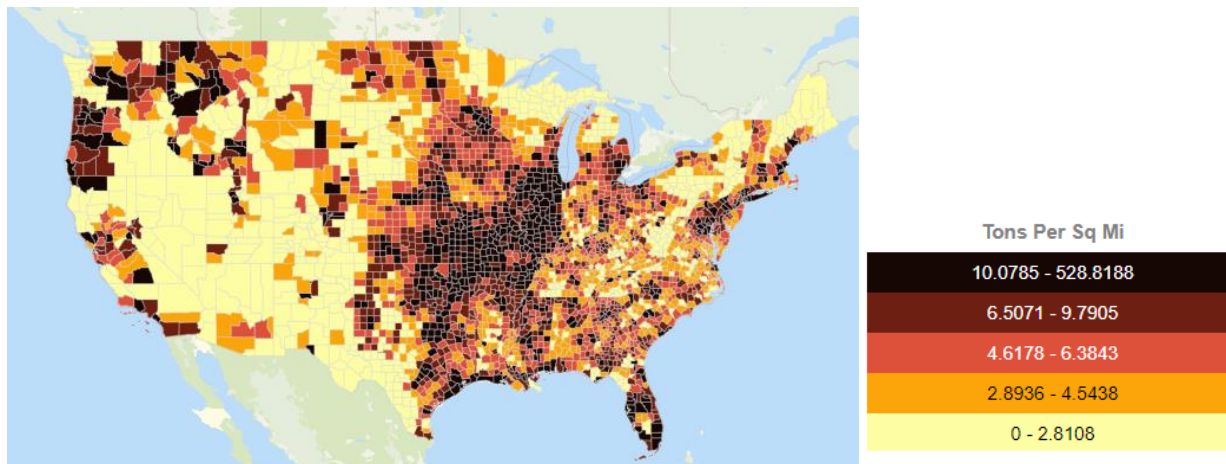 Tons Per Sq Mi
10.0785 - 528.8188
6.5071 - 9.7905
4.6178 - 6.3843
2.8936 - 4.5438
0 - 2.8108